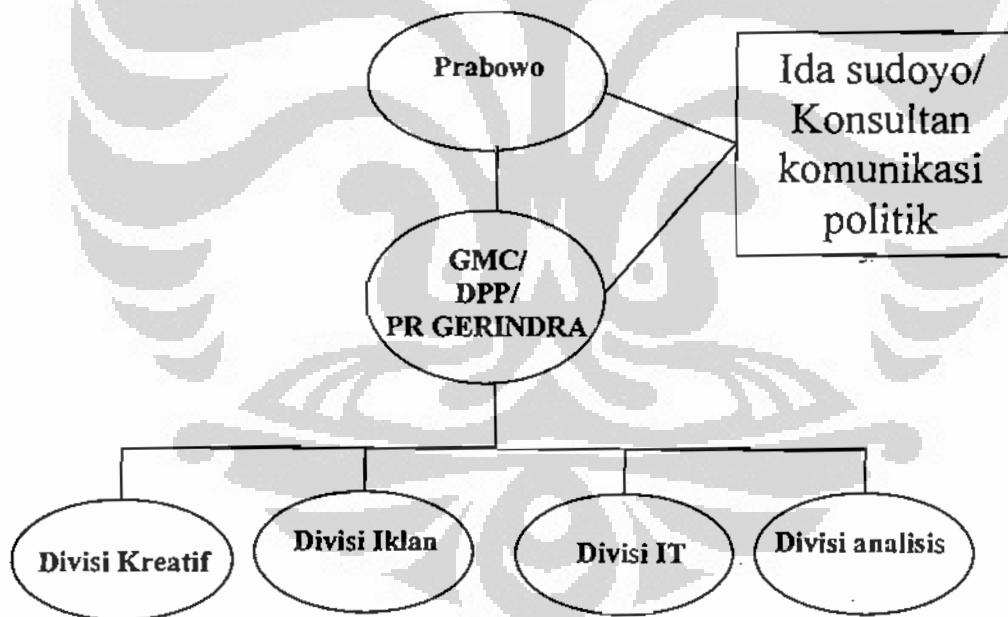 Prabowo
Ida sudoyo/
Konsultan
komunikasi
politik
GMC/
DPP/
PR GERINDRA
Divisi Kreatif
Divisi Iklan
Divisi IT
Divisi analisis